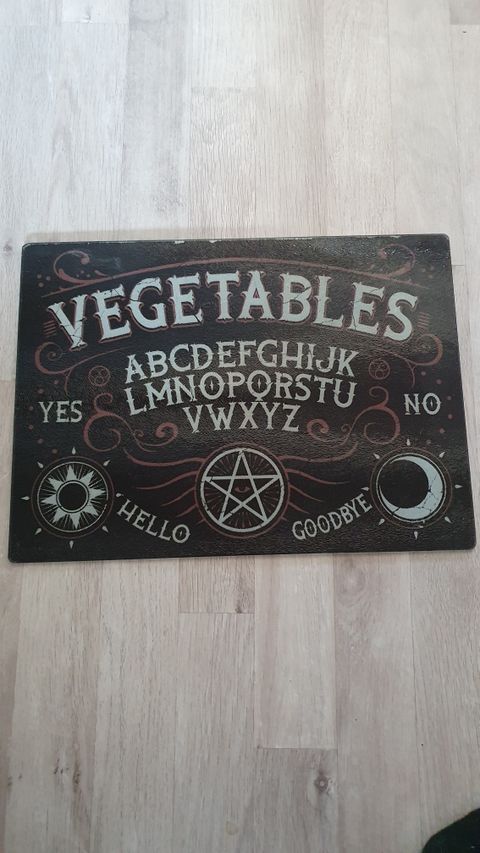 VEGETABLES
ABCDEFGHIJK
LMNOPQRSTU
VWXYZ
YES
NO
HELLO
GOODBYE